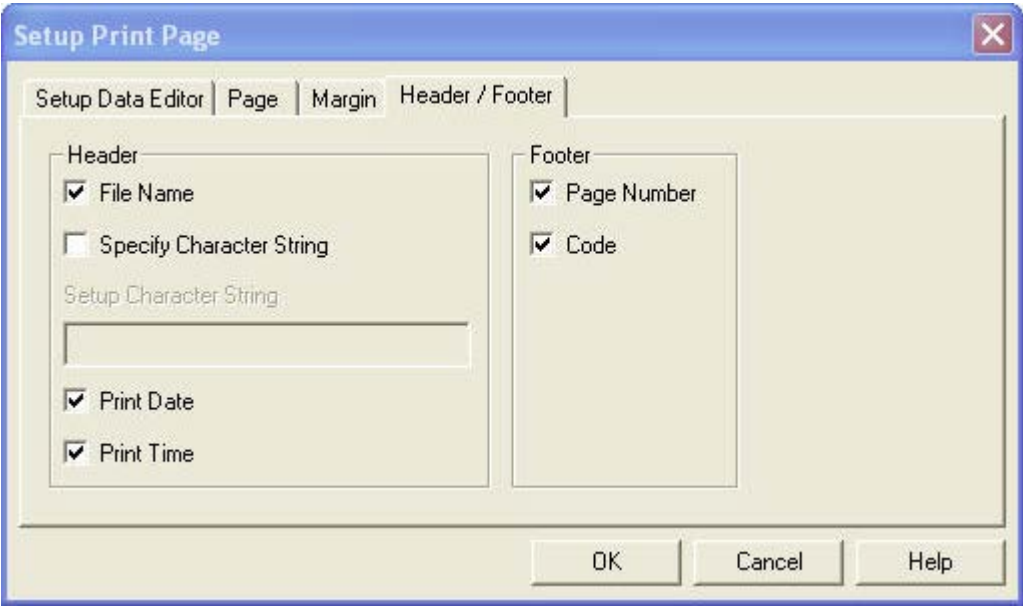 Setup Print Page
Setup Data Editor Page Margin Header / Footer
Header
File Name
Specify Character String
Setup Character String
Print Date
Print Time
Footer
Page Number
Code
OK Cancel Help